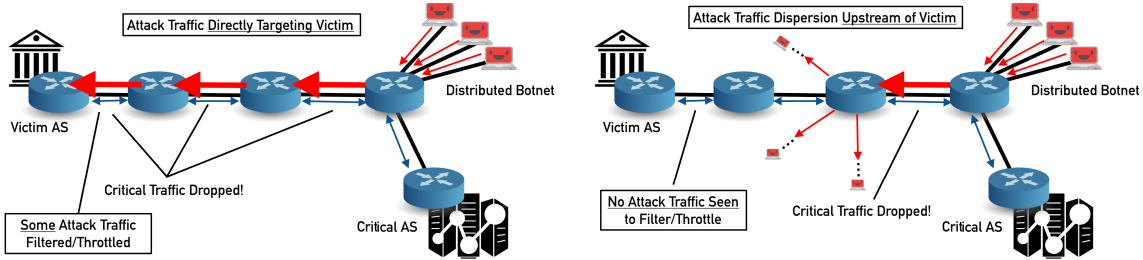 Attack Traffic Directly Targeting Victim
Distributed Botnet
Victim AS
Critical Traffic Dropped!
Some Attack Traffic
Filtered/Throttled
Critical AS
Attack Traffic Dispersion Upstream of Victim
Distributed Botnet
Victim AS
No Attack Traffic Seen
to Filter/Throttle
Critical Traffic Dropped!
Critical AS